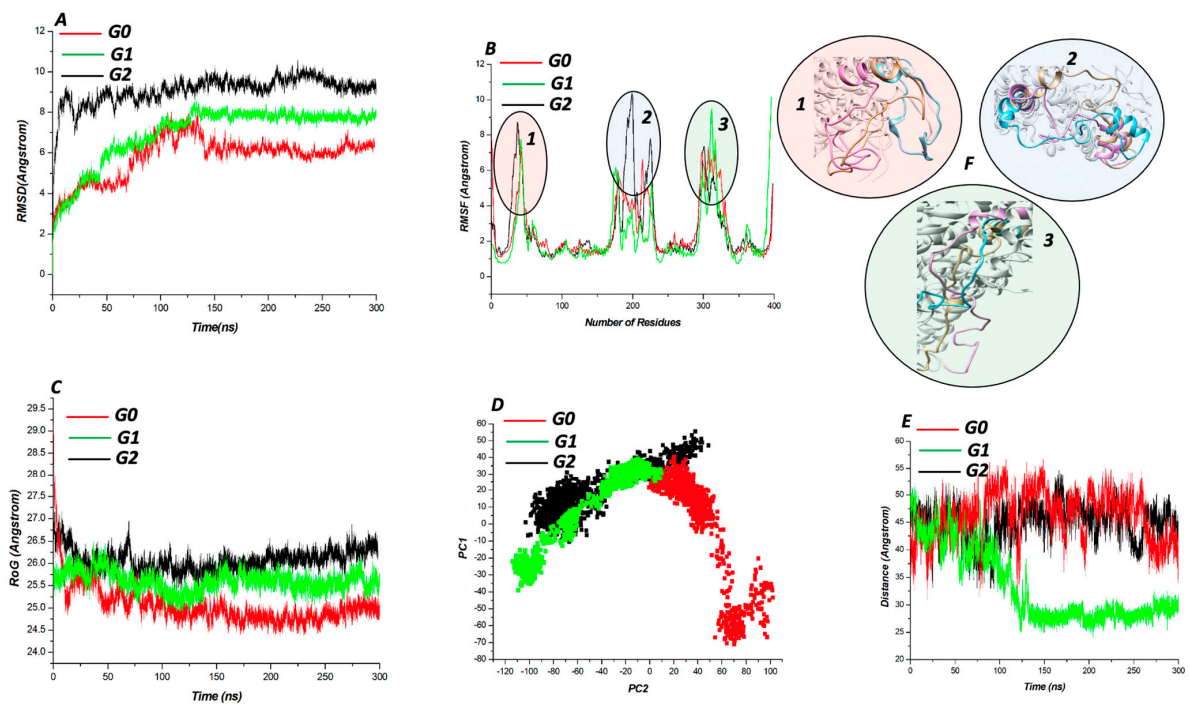 A
G0
G1
G2
12
10
8
6
4
2
0
RMSD(Angstrom)
0 50 100 150 200 250 300
Time(ns)
B
G0
G1
G2
12
10
8
6
4
2
0
RMSF (Angstrom)
1
2
3
0 100 200 300 400
Number of Residues
1
2
F
3
C
G0
G1
G2
29.5
29.0
28.5
28.0
27.5
27.0
26.5
26.0
25.5
25.0
24.5
24.0
RoG (Angstrom)
0 50 100 150 200 250 300
Time (ns)
D
G0
G1
G2
60
50
40
30
20
10
0
-10
-20
-30
-40
-50
-60
-70
-80
PC1
-120 -100 -80 -60 -40 -20 0 20 40 60 80 100
PC2
E
G0
G1
G2
60
55
50
45
40
35
30
25
20
Distance (Angstrom)
0 50 100 150 200 250 300
Time (ns)